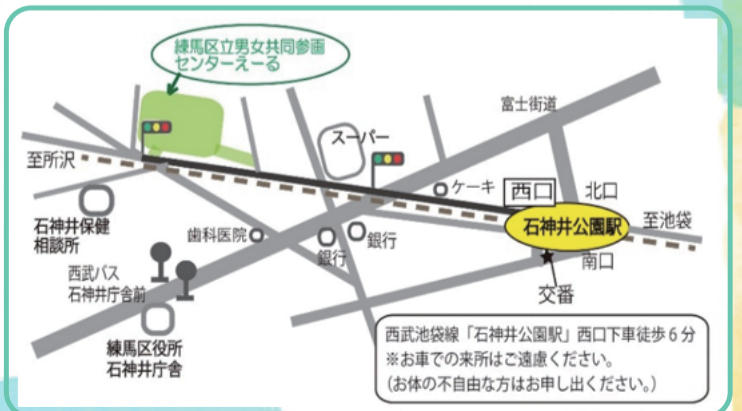 練馬区立男女共同参画
センターえーる
富士街道
スーパー
至所沢
ケーキ
西口
北口
石神井公園駅
至池袋
石神井保健
相談所
歯科医院
銀行
銀行
南口
交番
西武バス
石神井庁舎前
練馬区役所
石神井庁舎
西武池袋線「石神井公園駅」西口下車徒歩6分
※お車での来所はご遠慮ください。
(お体の不自由な方はお申し出ください。)